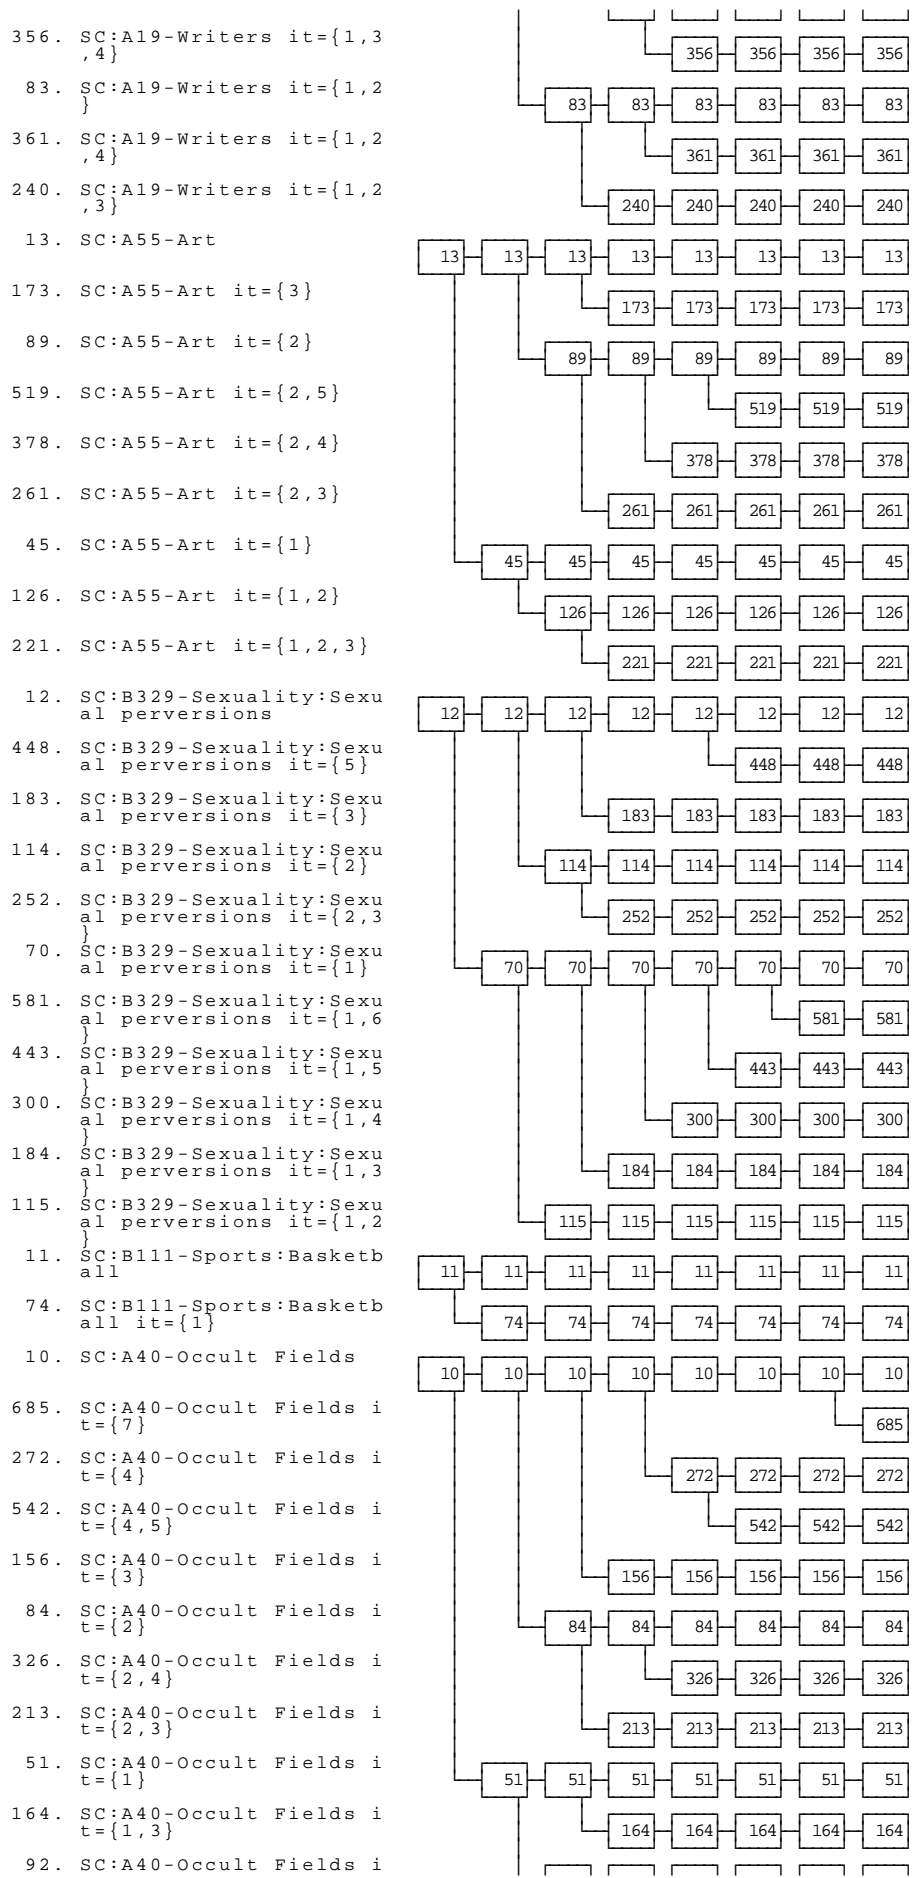 356. SC:A19-Writers it={1,3
,4} 356 356 356 356
83. SC:A19-Writers it={1,2
} 83 83 83 83 83 83
361. SC:A19-Writers it={1,2
,4} 361 361 361 361
240. SC:A19-Writers it={1,2
,3} 240 240 240 240 240
13. SC:A55-Art 13 13 13 13 13 13 13 13
173. SC:A55-Art it={3} 173 173 173 173 173
89. SC:A55-Art it={2} 89 89 89 89 89 89
519. SC:A55-Art it={2,5} 519 519 519
378. SC:A55-Art it={2,4} 378 378 378 378
261. SC:A55-Art it={2,3} 261 261 261 261 261
45. SC:A55-Art it={1} 45 45 45 45 45 45 45
126. SC:A55-Art it={1,2} 126 126 126 126 126 126
221. SC:A55-Art it={1,2,3} 221 221 221 221 221
12. SC:B329-Sexuality:Sexu
al perversions 12 12 12 12 12 12 12 12
448. SC:B329-Sexuality:Sexu
al perversions it={5} 448 448 448
183. SC:B329-Sexuality:Sexu
al perversions it={3} 183 183 183 183 183
114. SC:B329-Sexuality:Sexu
al perversions it={2} 114 114 114 114 114 114
252. SC:B329-Sexuality:Sexu
al perversions it={2,3
} 252 252 252 252 252
70. SC:B329-Sexuality:Sexu
al perversions it={1} 70 70 70 70 70 70 70
581. SC:B329-Sexuality:Sexu
al perversions it={1,6
} 581 581
443. SC:B329-Sexuality:Sexu
al perversions it={1,5
} 443 443 443
300. SC:B329-Sexuality:Sexu
al perversions it={1,4
} 300 300 300 300
184. SC:B329-Sexuality:Sexu
al perversions it={1,3
} 184 184 184 184 184
115. SC:B329-Sexuality:Sexu
al perversions it={1,2
} 115 115 115 115 115 115
11. SC:B111-Sports:Basketb
all 11 11 11 11 11 11 11 11
74. SC:B111-Sports:Basketb
all it={1} 74 74 74 74 74 74 74
10. SC:A40-Occult Fields 10 10 10 10 10 10 10 10
685. SC:A40-Occult Fields i
t={7} 685
272. SC:A40-Occult Fields i
t={4} 272 272 272 272
542. SC:A40-Occult Fields i
t={4,5} 542 542 542
156. SC:A40-Occult Fields i
t={3} 156 156 156 156 156
84. SC:A40-Occult Fields i
t={2} 84 84 84 84 84 84
326. SC:A40-Occult Fields i
t={2,4} 326 326 326 326
213. SC:A40-Occult Fields i
t={2,3} 213 213 213 213 213
51. SC:A40-Occult Fields i
t={1} 51 51 51 51 51 51 51
164. SC:A40-Occult Fields i
t={1,3} 164 164 164 164 164
92. SC:A40-Occult Fields i